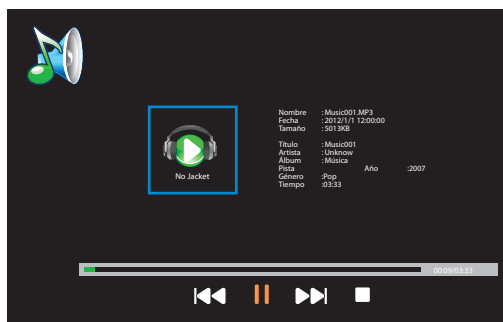 Nombre : Music001.MP3
Fecha : 2012/1/1 12:00:00
Tamaño : 5013KB
Título : Music001
Artista : Unknow
Álbum : Música
Pista Año :2007
Género :Pop
Tiempo :03:33
No Jacket
00:09/03:33